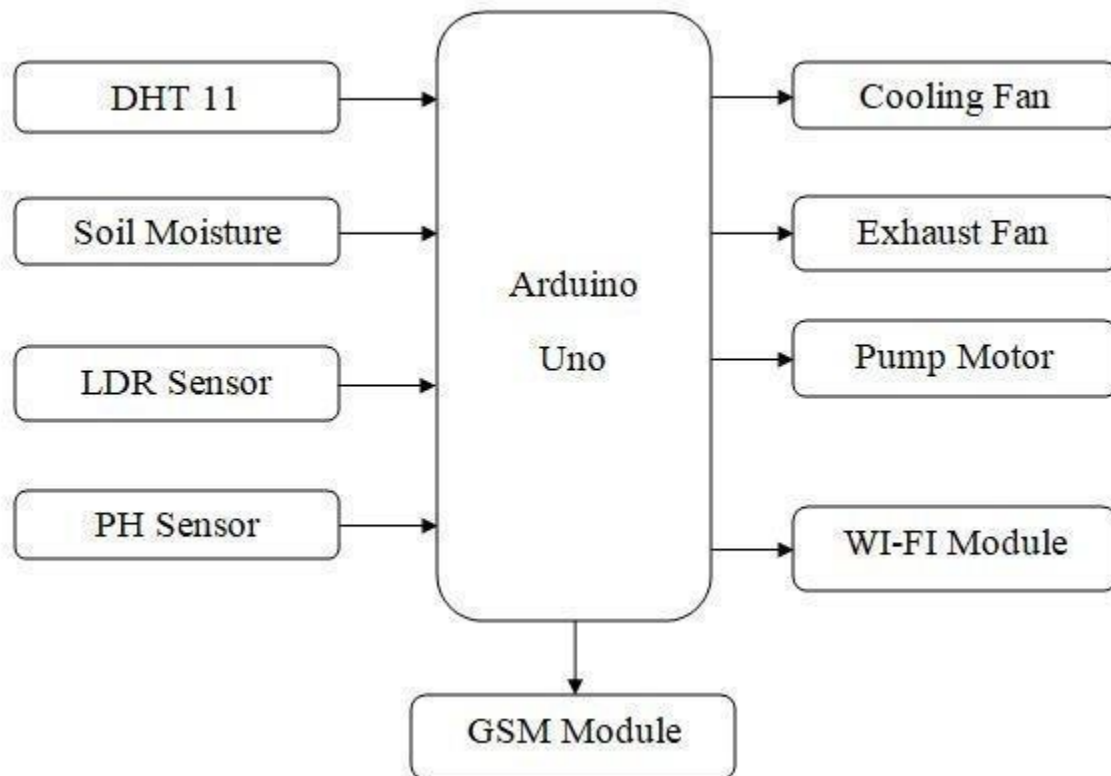 DHT 11
Soil Moisture
LDR Sensor
PH Sensor
Arduino
Uno
Cooling Fan
Exhaust Fan
Pump Motor
WI-FI Module
GSM Module